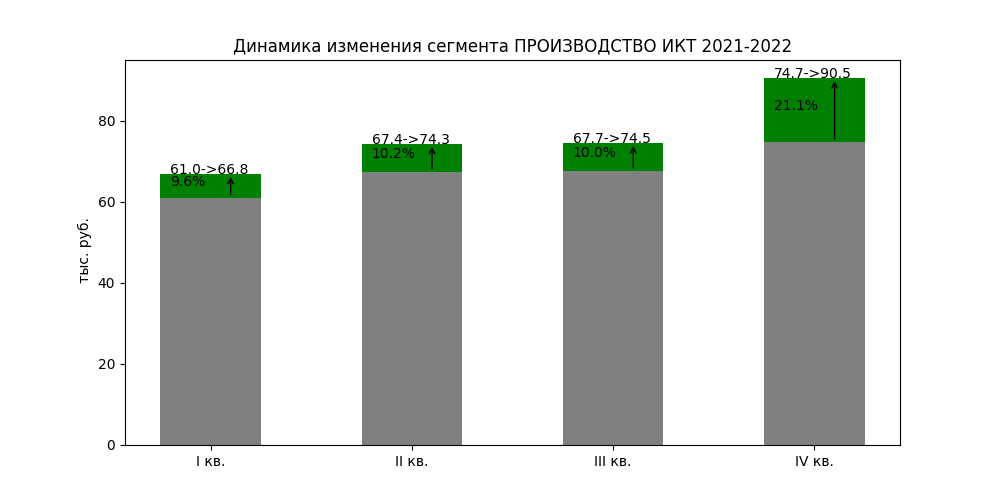 Динамика изменения сегмента ПРОИЗВОДСТВО ИКТ 2021-2022
тыс. руб.
80
60
40
20
0
61.0->66.8
9.6%
67.4->74.3
10.2%
67.7->74.5
10.0%
74.7->90.5
21.1%
I кв.
II кв.
III кв.
IV кв.